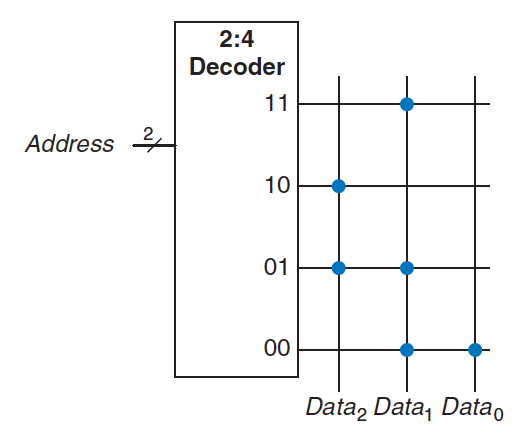 2:4
Decoder
11
Address 2
10
01
00
Data₂ Data₁ Data₀